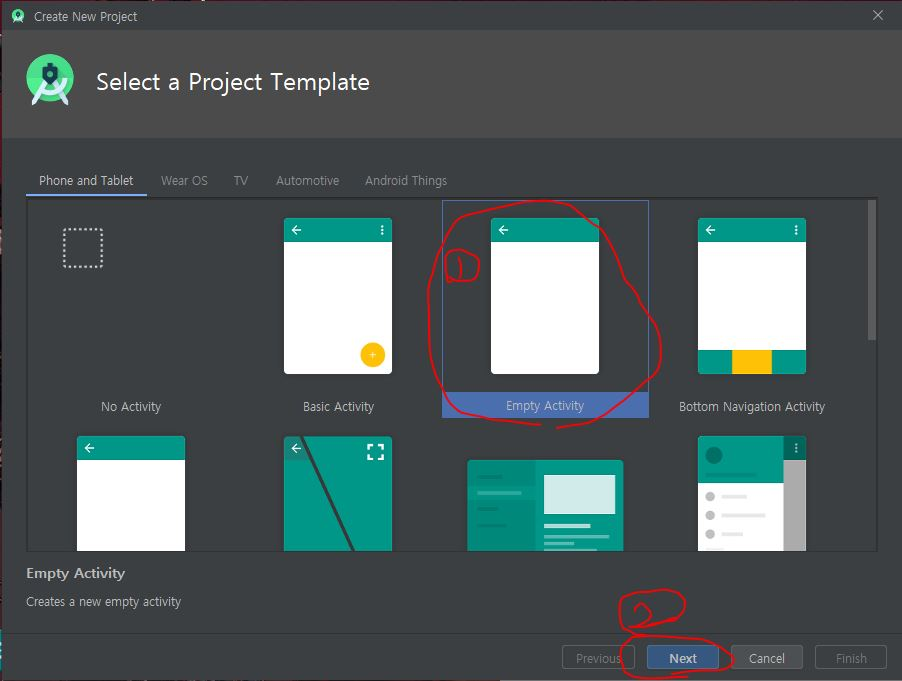 Create New Project
Select a Project Template
Phone and Tablet Wear OS TV Automotive Android Things
1
No Activity Basic Activity Empty Activity Bottom Navigation Activity
Empty Activity
Creates a new empty activity
2
Previous Next Cancel Finish